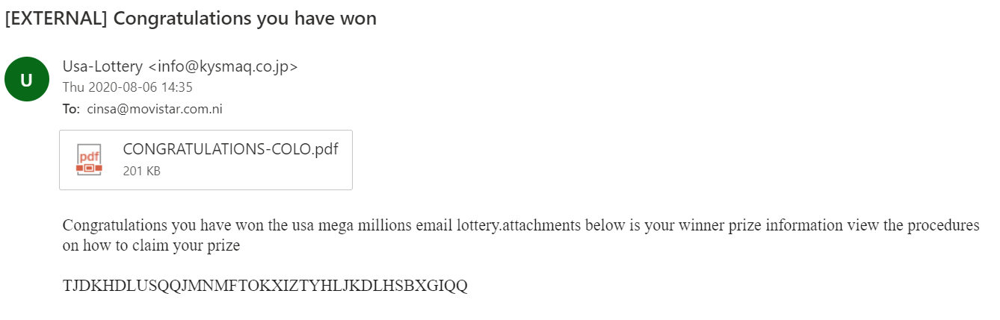 [EXTERNAL] Congratulations you have won
U
Usa-Lottery <info@kysmaq.co.jp>
Thu 2020-08-06 14:35
To: cinsa@movistar.com.ni
pdf
CONGRATULATIONS-COLO.pdf
201 KB
Congratulations you have won the usa mega millions email lottery.attachments below is your winner prize information view the procedures
on how to claim your prize
TJDKHDLUSQQJMNMFTOKXIZTYHLJKDLHSBXGIQQ